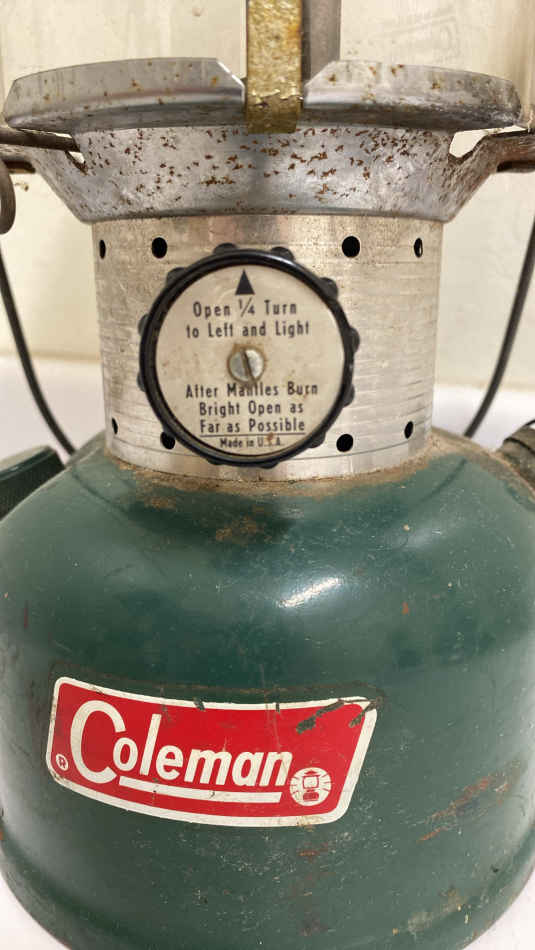 Open 1/4 Turn
to Left and Light
After Mantles Burn
Bright Open as
Far as Possible
Made in U.S.A.
® Coleman